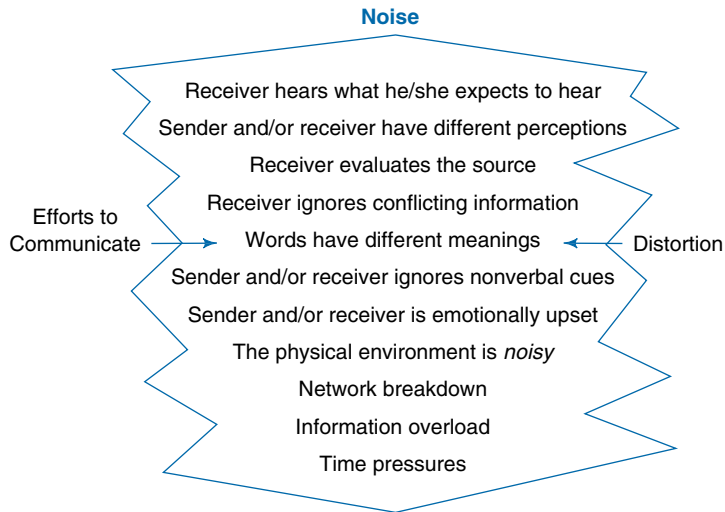 Noise
Receiver hears what he/she expects to hear
Sender and/or receiver have different perceptions
Receiver evaluates the source
Receiver ignores conflicting information
Efforts to
Communicate
Words have different meanings
Distortion
Sender and/or receiver ignores nonverbal cues
Sender and/or receiver is emotionally upset
The physical environment is noisy
Network breakdown
Information overload
Time pressures